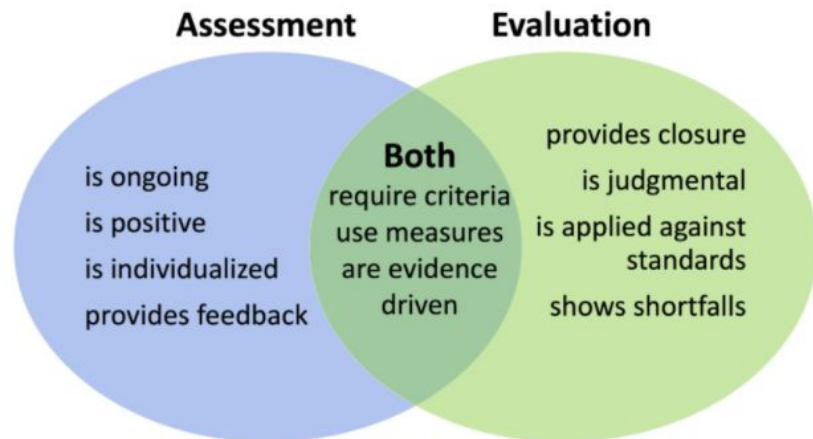 Assessment
Evaluation
is ongoing
is positive
is individualized
provides feedback
Both
require criteria
use measures
are evidence
driven
provides closure
is judgmental
is applied against
standards
shows shortfalls